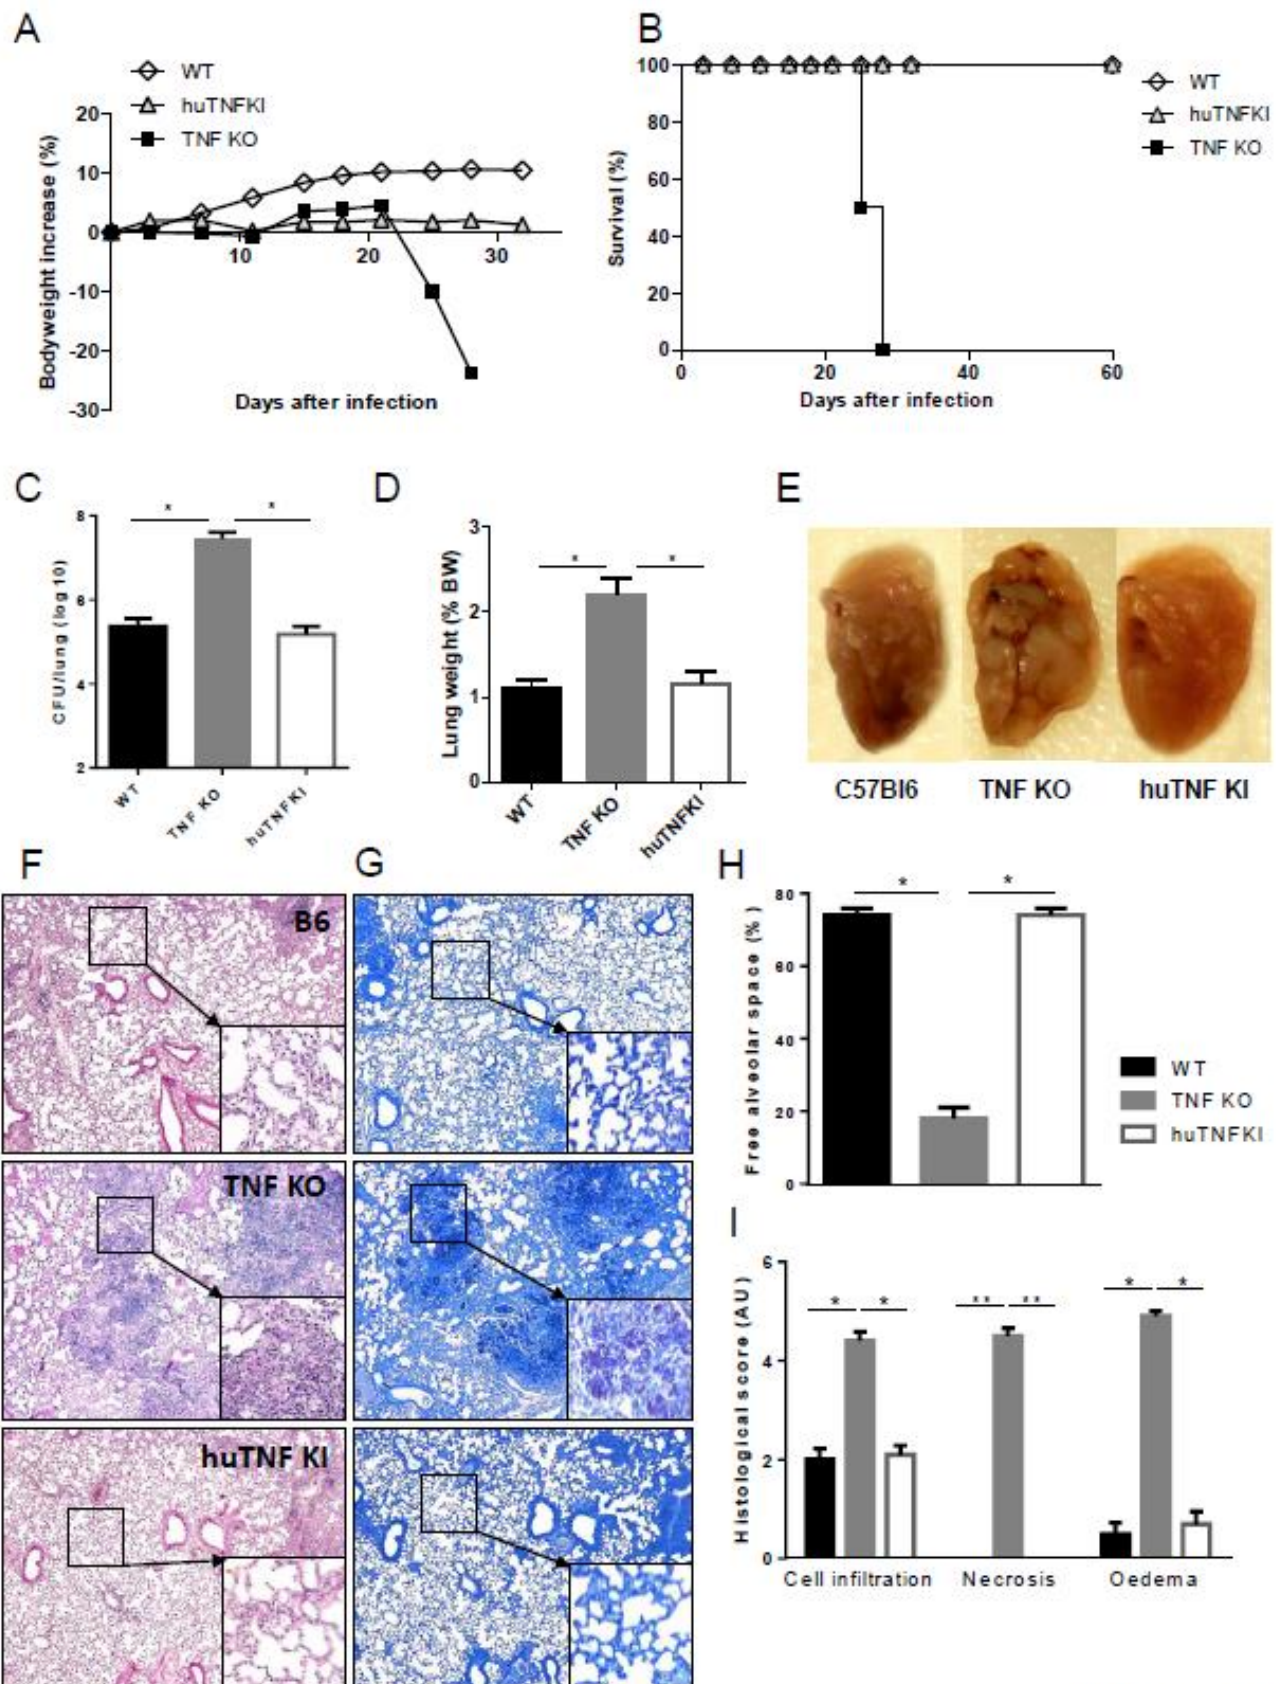 A
WT
huTNFKI
TNF KO
20
10
0
-10
-20
-30
10
20
30
Bodyweight increase (%)
Days after infection
B
100
80
60
40
20
0
0
20
40
60
Survival (%)
Days after infection
WT
huTNFKI
TNF KO
C
*
*
8
6
4
2
CFU/lung (log 10)
WT
TNF KO
huTNFKI
D
*
*
3
2
1
0
Lung weight (% BW)
WT
TNF KO
huTNFKI
E
C57Bl6
TNF KO
huTNF KI
F
B6
TNF KO
huTNF KI
G
H
*
*
80
60
40
20
0
Free alveolar space (% )
WT
TNF KO
huTNFKI
I
6
4
2
0
Histological score (AU)
* *
** **
* *
Cell infiltration
Necrosis
Oedema